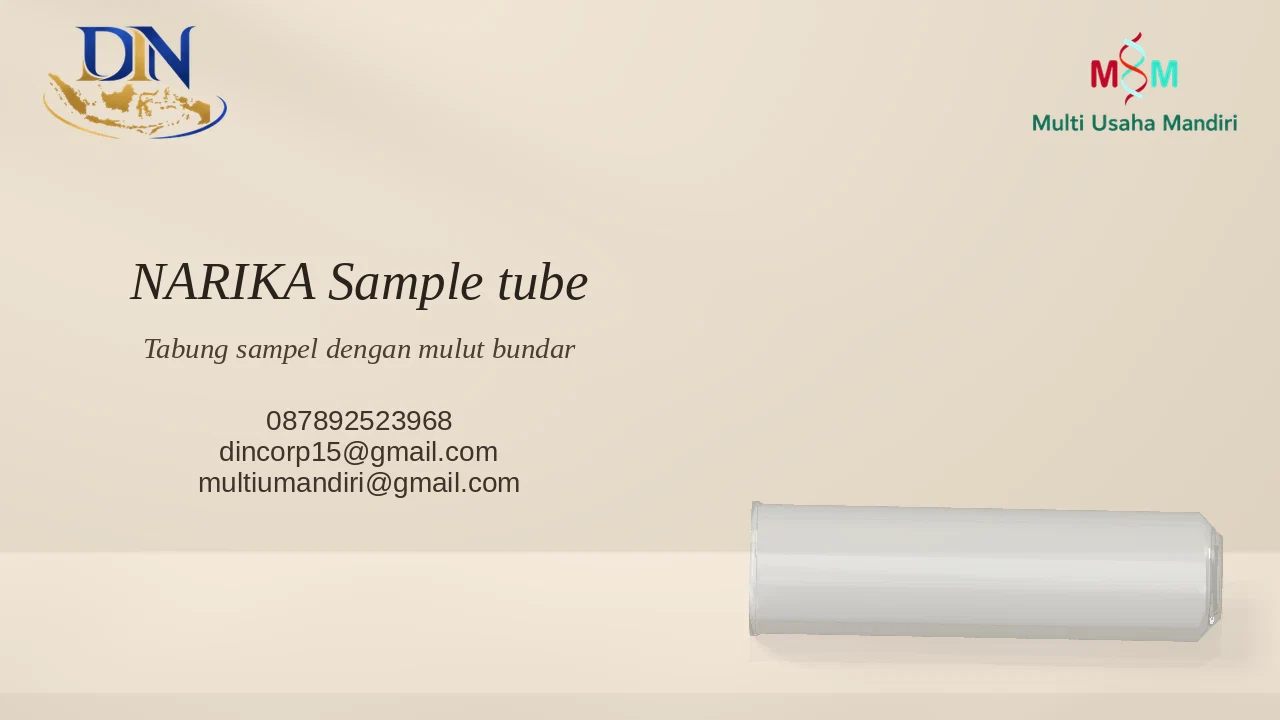 DN
M M
Multi Usaha Mandiri
NARIKA Sample tube
Tabung sampel dengan mulut bundar
087892523968
dincorp15@gmail.com
multiumandiri@gmail.com